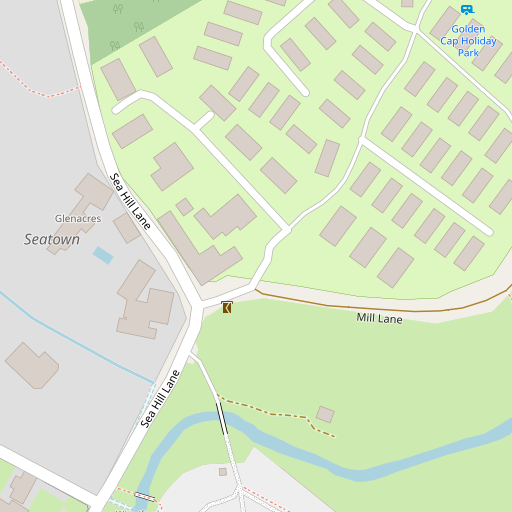 Golden
Cap Holiday
Park
Sea Hill Lane
Glenacres
Seatown
Mill Lane
Sea Hill Lane